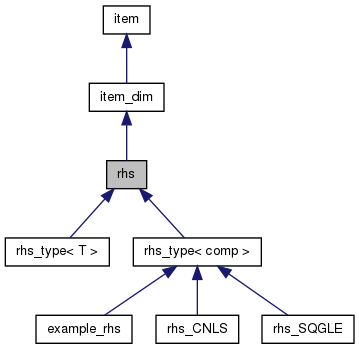 item
item_dim
rhs
rhs_type< T >
rhs_type< comp >
example_rhs
rhs_CNLS
rhs_SQGLE